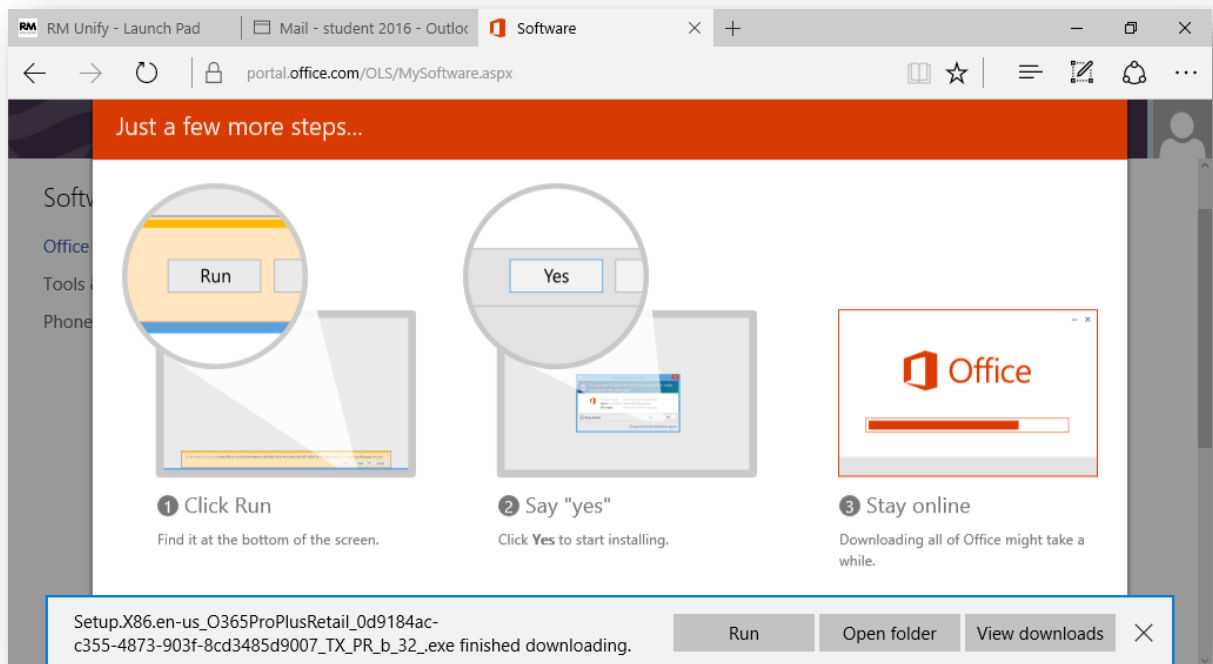 RM RM Unify - Launch Pad
Mail - student 2016 - Outloo
Software
portal.office.com/OLS/MySoftware.aspx
Just a few more steps...
Softw
Office
Tools
Phone
Run
Yes
Office
1 Click Run
Find it at the bottom of the screen.
2 Say "yes"
Click Yes to start installing.
3 Stay online
Downloading all of Office might take a
while.
Setup.X86.en-us_O365ProPlusRetail_0d9184ac-
c355-4873-903f-8cd3485d9007_TX_PR_b_32_.exe finished downloading.
Run
Open folder
View downloads